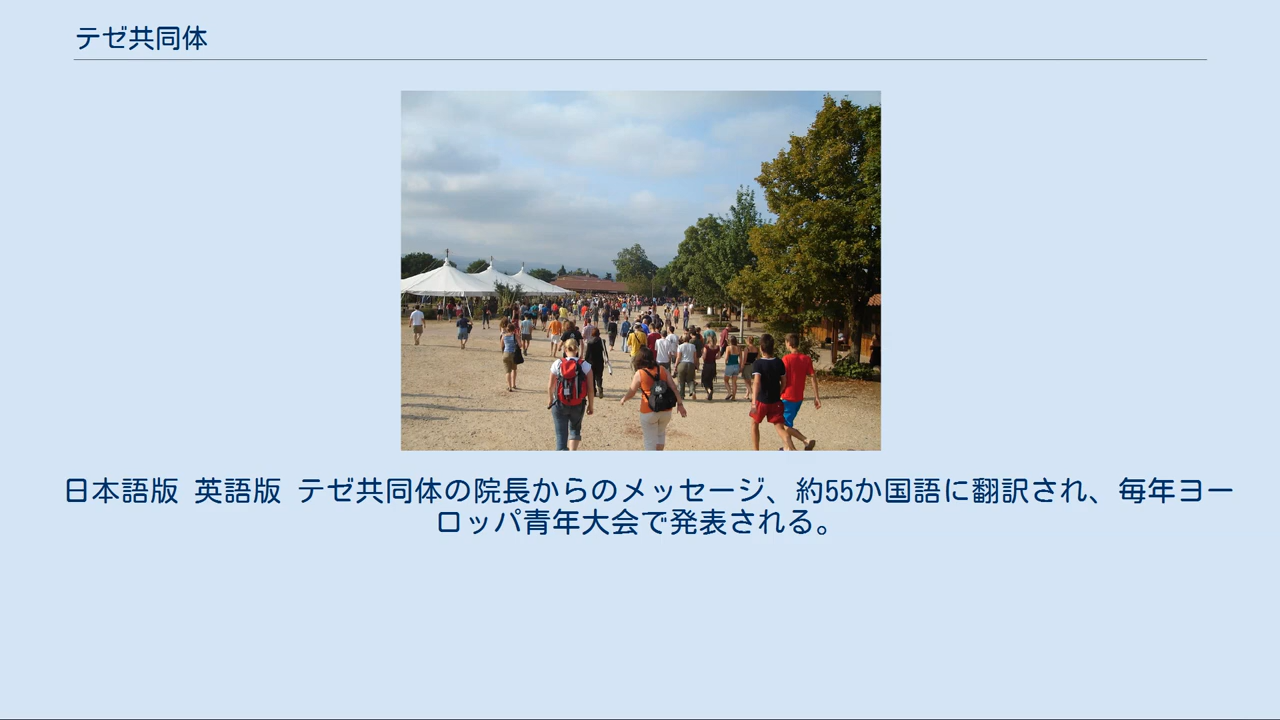 テゼ共同体
日本語版 英語版 テゼ共同体の院長からのメッセージ、約55か国語に翻訳され、毎年ヨー
ロッパ青年大会で発表される。